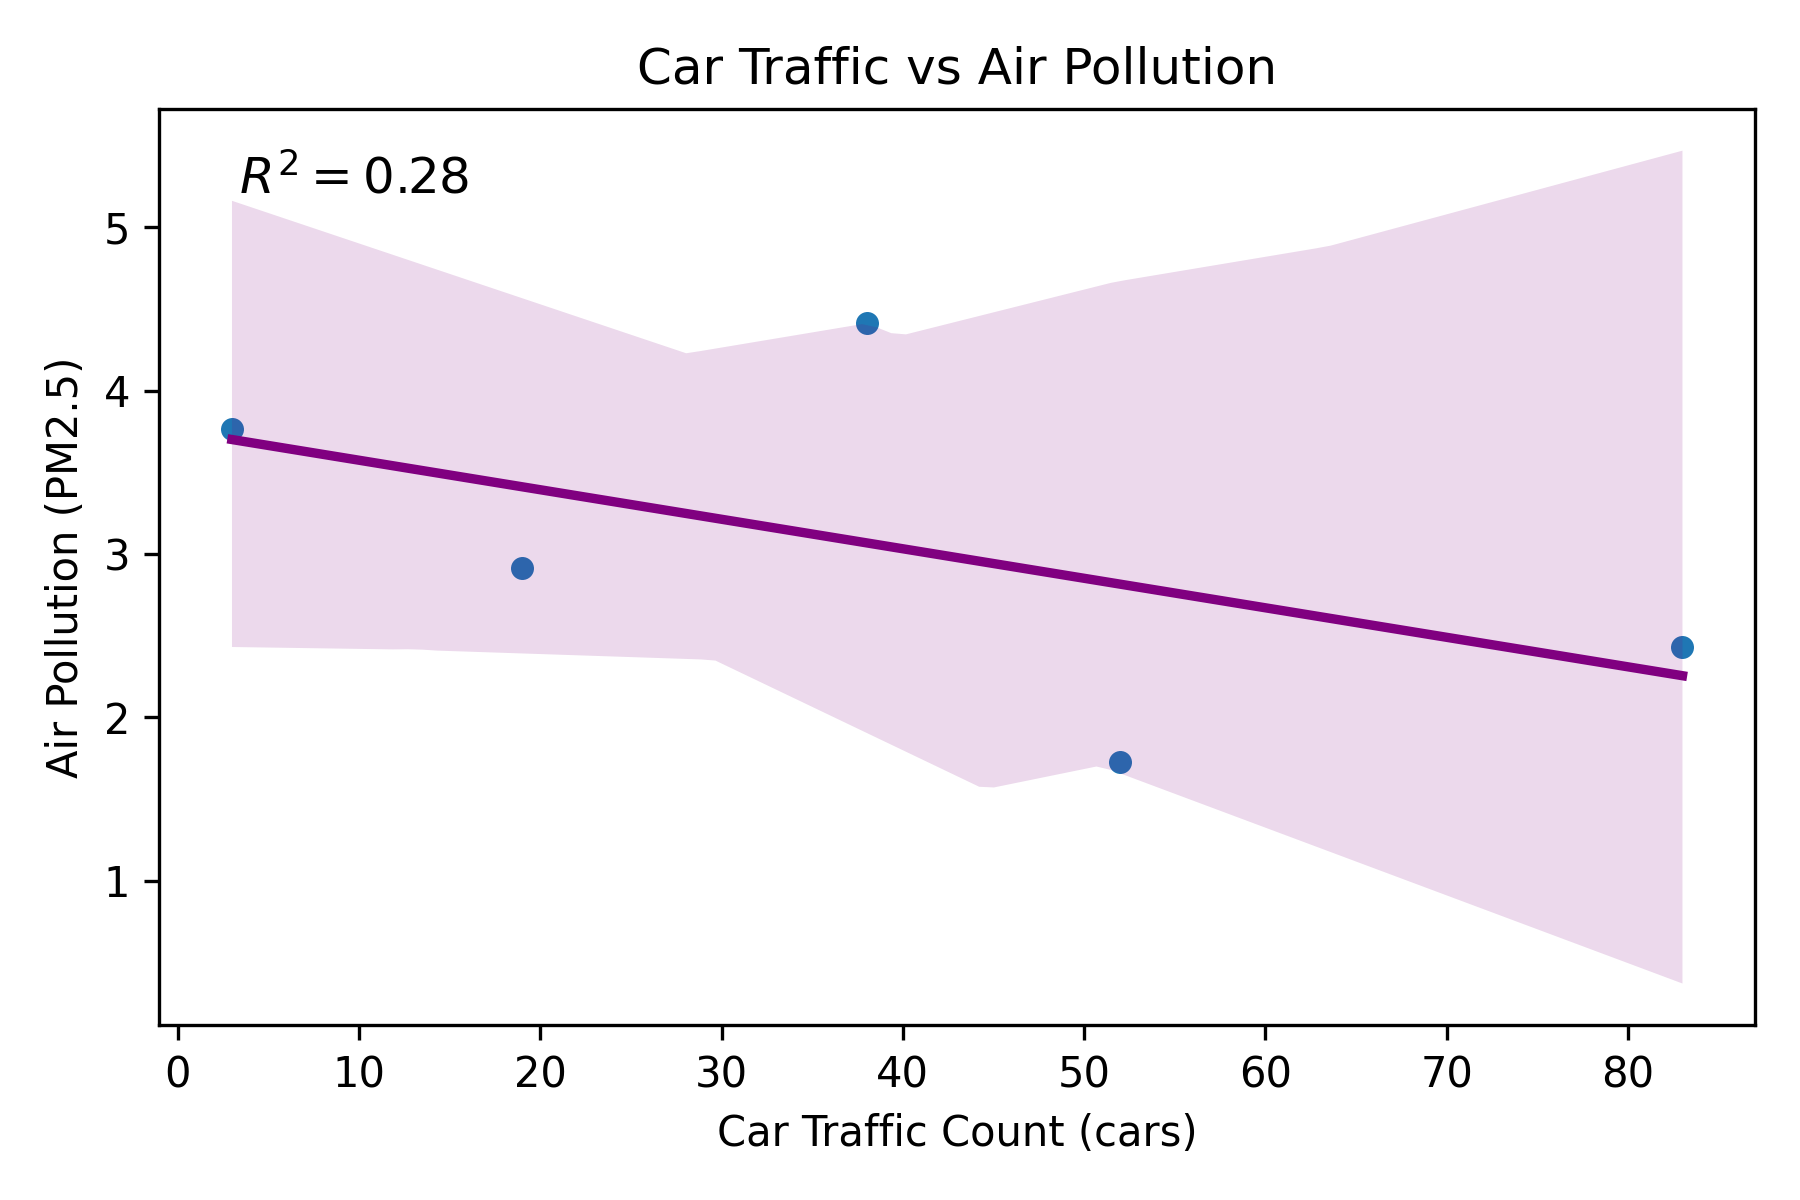 Car Traffic vs Air Pollution
R² = 0.28
5
4
3
2
1
Air Pollution (PM2.5)
0 10 20 30 40 50 60 70 80
Car Traffic Count (cars)